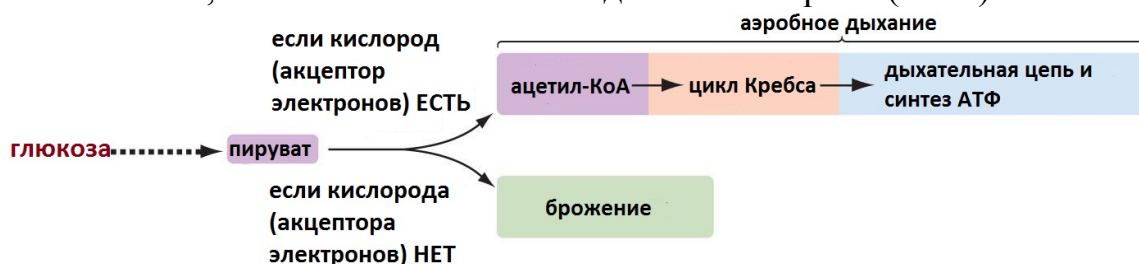 аэробное дыхание
если кислород
(акцептор
электронов) ЕСТЬ
ацетил-КоА
цикл Кребса
дыхательная цепь и
синтез АТФ
глюкоза
пируват
если кислорода
(акцептора
электронов) НЕТ
брожение